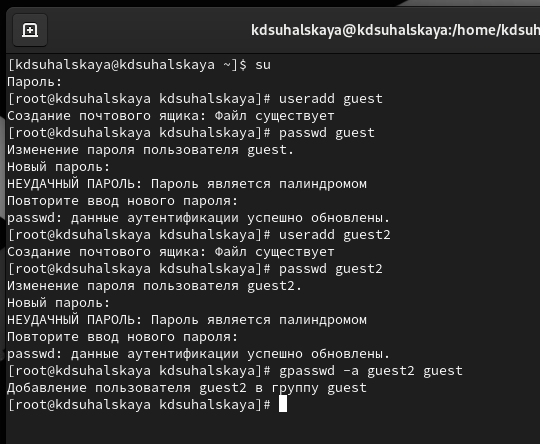 kdsuhalskaya@kdsuhalskaya:/home/kdsuh
[kdsuhalskaya@kdsuhalskaya ~]$ su
Пароль:
[root@kdsuhalskaya kdsuhalskaya]# useradd guest
Создание почтового ящика: Файл существует
[root@kdsuhalskaya kdsuhalskaya]# passwd guest
Изменение пароля пользователя guest.
Новый пароль:
НЕУДАЧНЫЙ ПАРОЛЬ: Пароль является палиндромом
Повторите ввод нового пароля:
passwd: данные аутентификации успешно обновлены.
[root@kdsuhalskaya kdsuhalskaya]# useradd guest2
Создание почтового ящика: Файл существует
[root@kdsuhalskaya kdsuhalskaya]# passwd guest2
Изменение пароля пользователя guest2.
Новый пароль:
НЕУДАЧНЫЙ ПАРОЛЬ: Пароль является палиндромом
Повторите ввод нового пароля:
passwd: данные аутентификации успешно обновлены.
[root@kdsuhalskaya kdsuhalskaya]# gpasswd -a guest2 guest
Добавление пользователя guest2 в группу guest
[root@kdsuhalskaya kdsuhalskaya]#